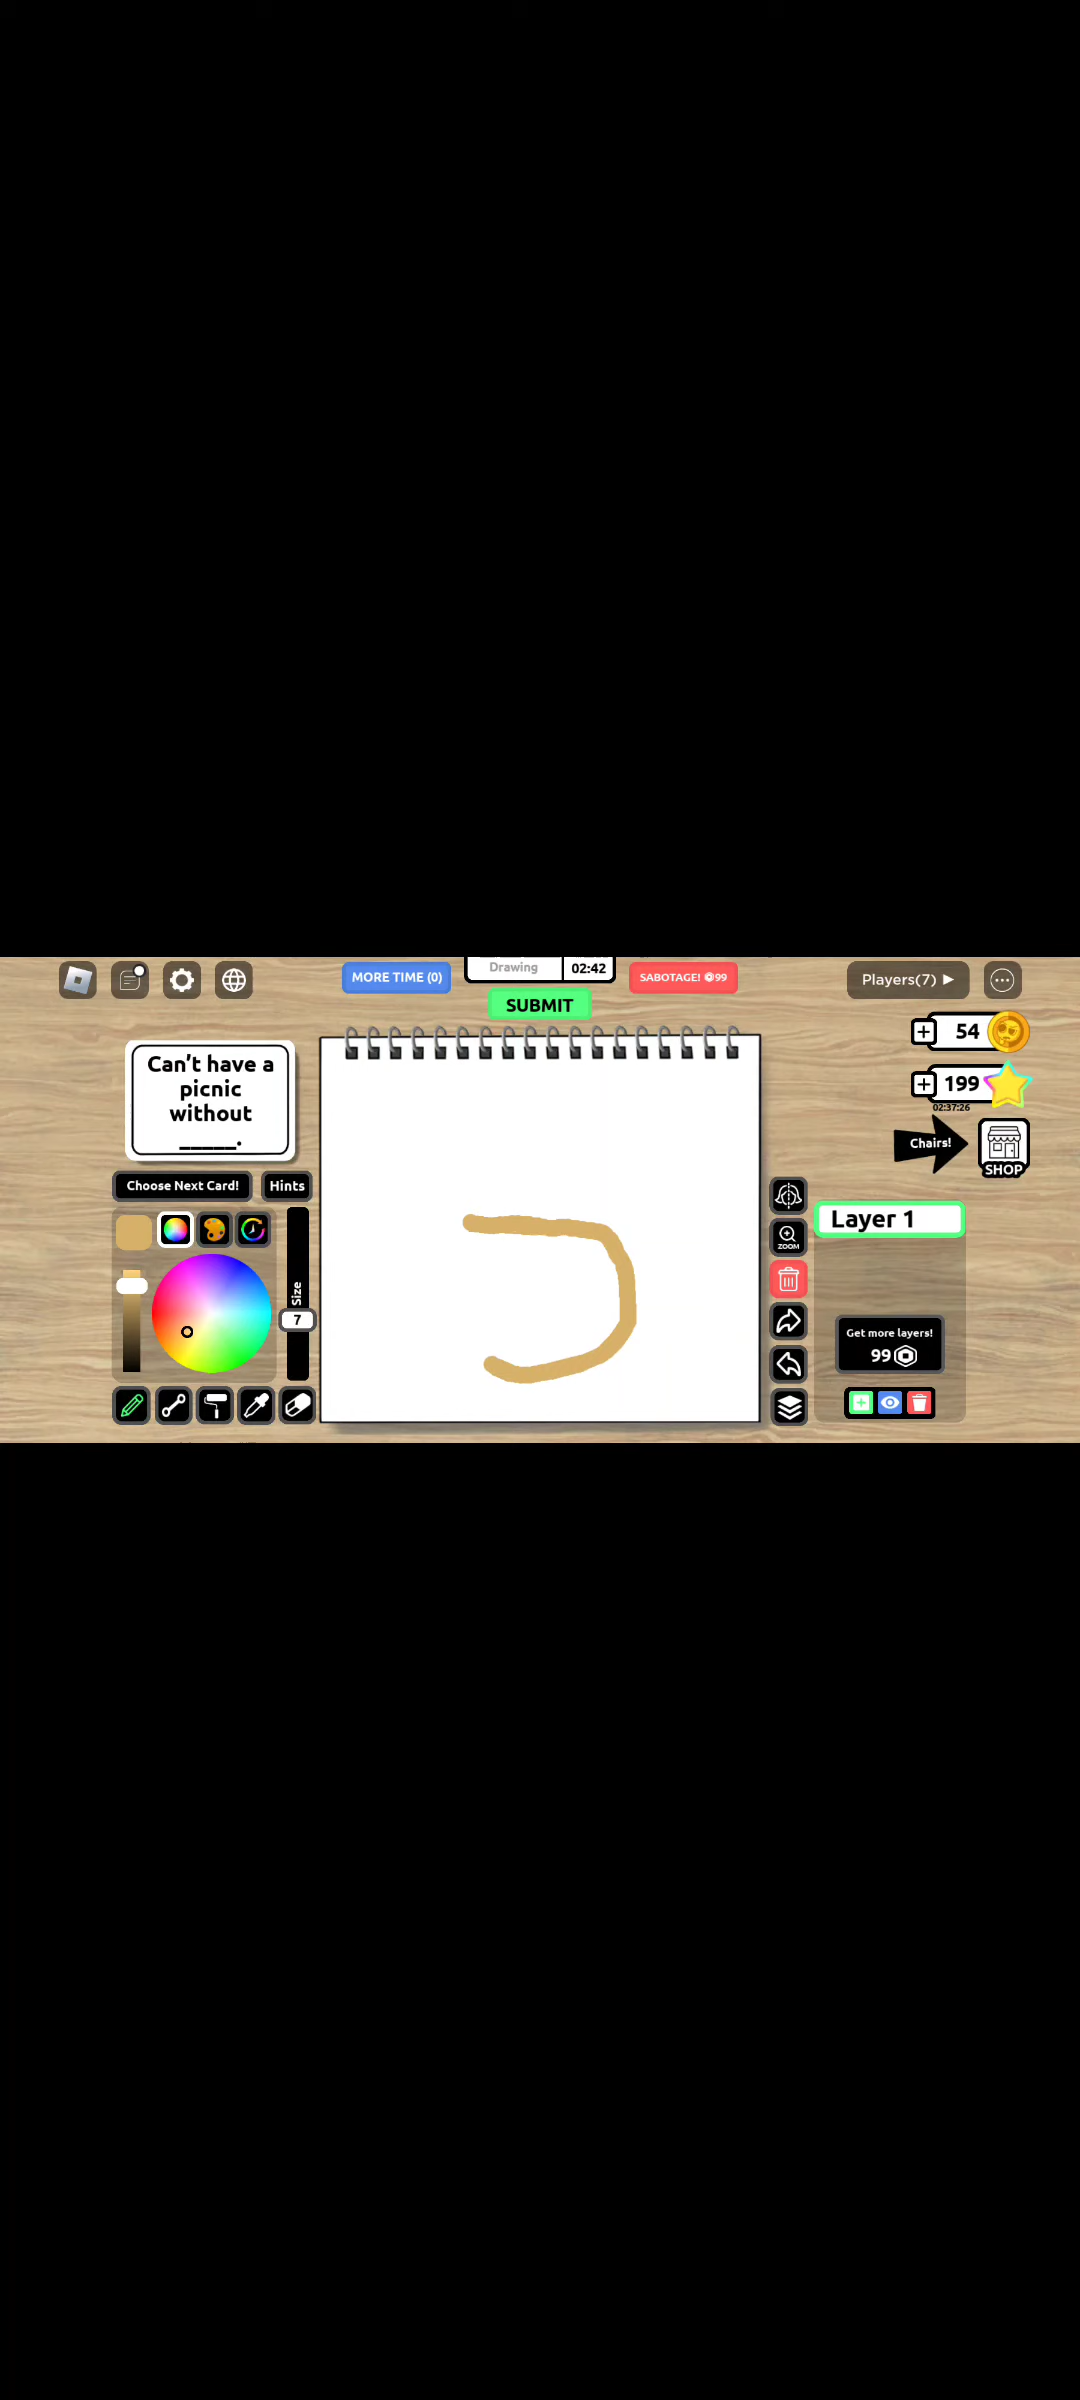 Drawing
02:42
MORE TIME (0)
SABOTAGE! 99
SUBMIT
Players(7)
54
199
02:37:26
Chairs!
SHOP
Can't have a
picnic
without
_____.
Choose Next Card!
Hints
Size
7
ZOOM
Layer 1
Get more layers!
99